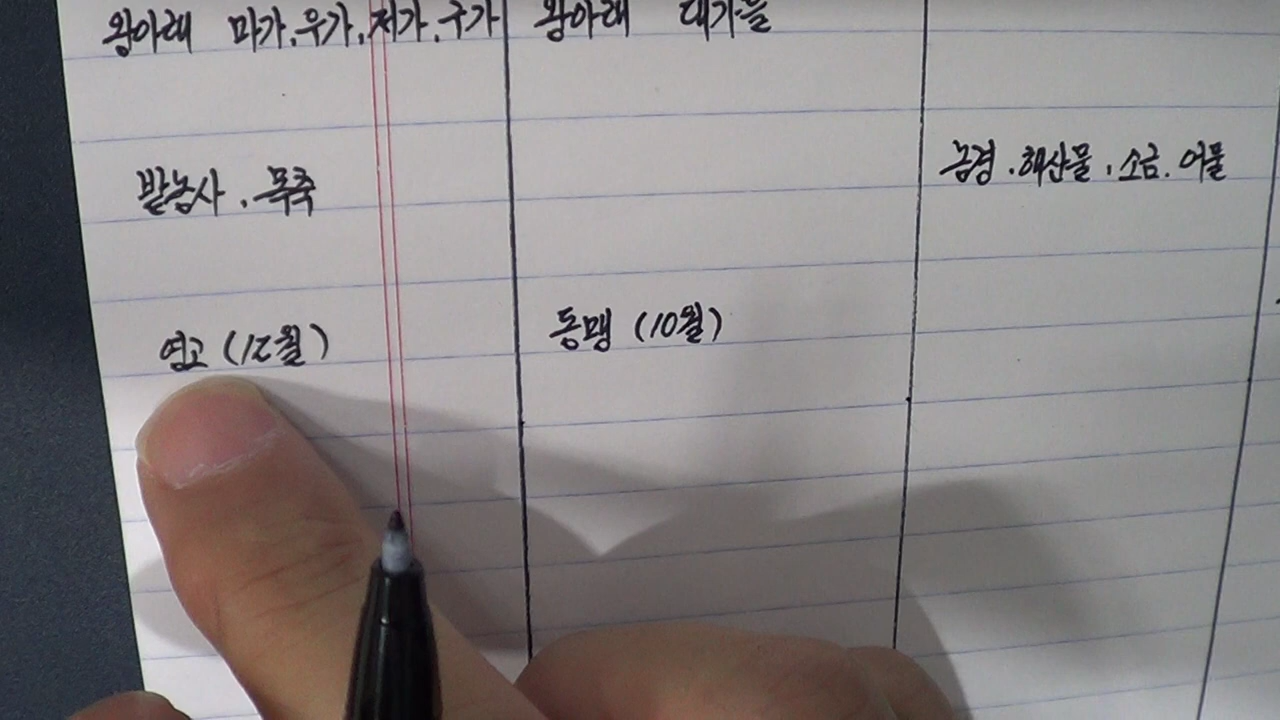 왕아래 마가.우가.저가.구가
왕아래 대가들
밭농사.목축
농경.해산물.소금.어물
영고(12월)
동맹(10월)